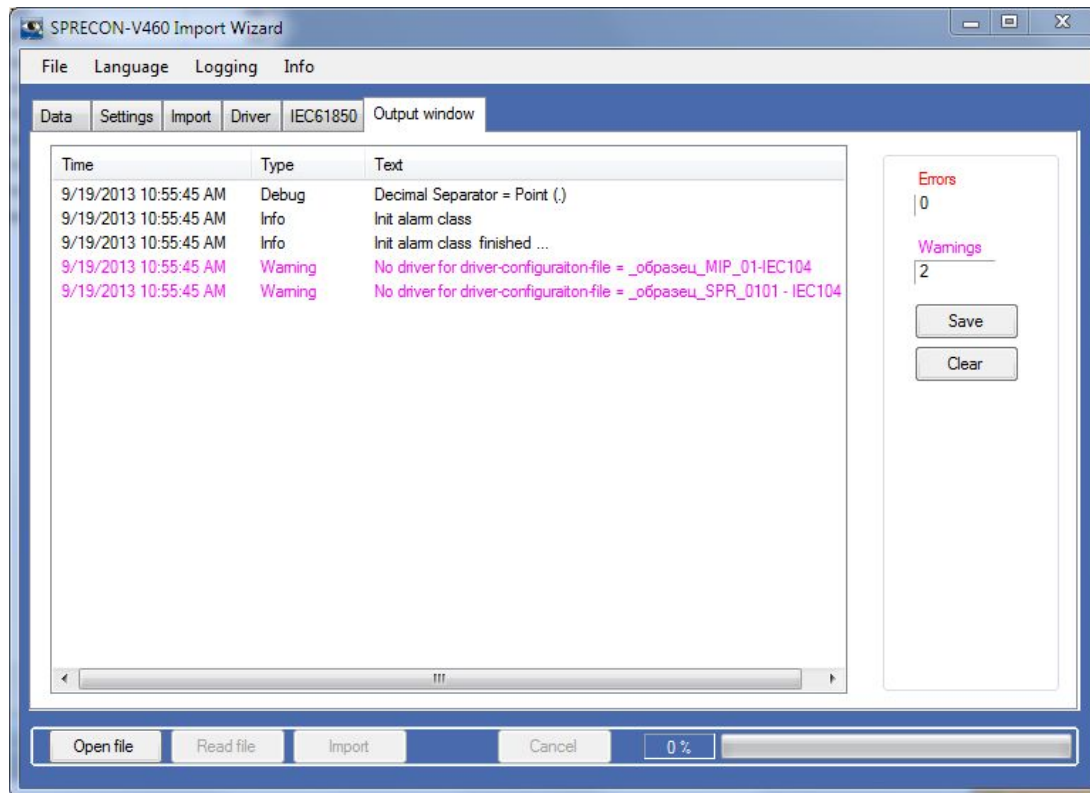 SPRECON-V460 Import Wizard
File Language Logging Info
Data Settings Import Driver IEC61850 Output window
Time Type Text
9/19/2013 10:55:45 AM Debug Decimal Separator = Point (.)
9/19/2013 10:55:45 AM Info Init alarm class
9/19/2013 10:55:45 AM Info Init alarm class finished ...
9/19/2013 10:55:45 AM Warning No driver for driver-configuraiton-file = _образец_MIP_01-IEC104
9/19/2013 10:55:45 AM Warning No driver for driver-configuraiton-file = _образец_SPR_0101 - IEC104
Errors
0
Warnings
2
Save
Clear
Open file Read file Import Cancel 0 %